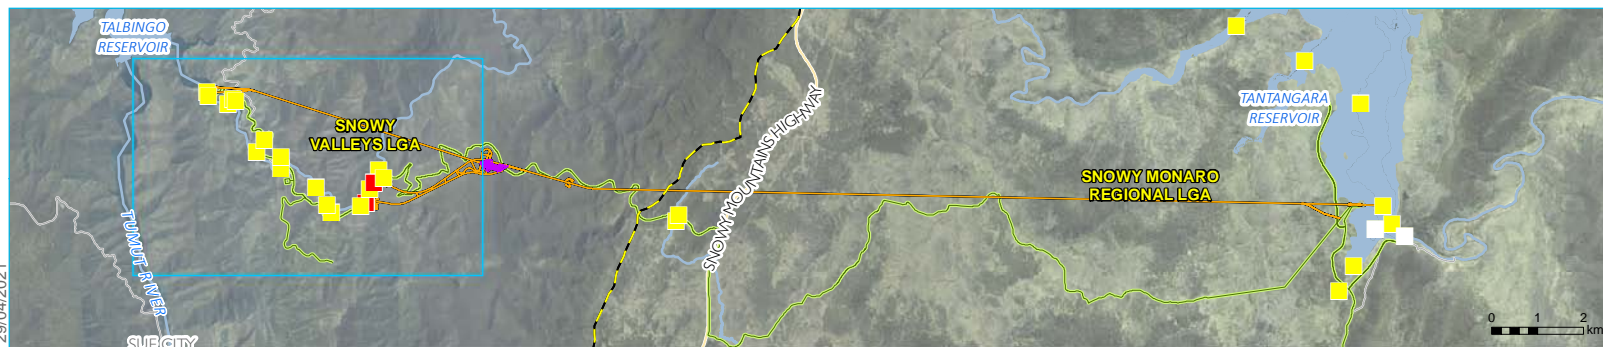 TALBINGO
RESERVOIR
SNOWY
VALLEYS LGA
TUMUT RIVER
SNOWY MOUNTAINS HIGHWAY
TANTANGARA
RESERVOIR
SNOWY MONARO
REGIONAL LGA
29/04/2021
0 1 2
km